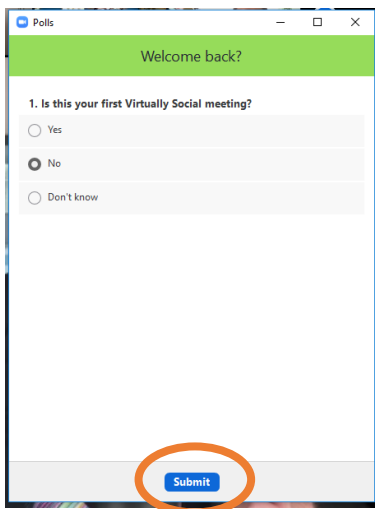 Polls
Welcome back?
1. Is this your first Virtually Social meeting?
Yes
No
Don't know
Submit